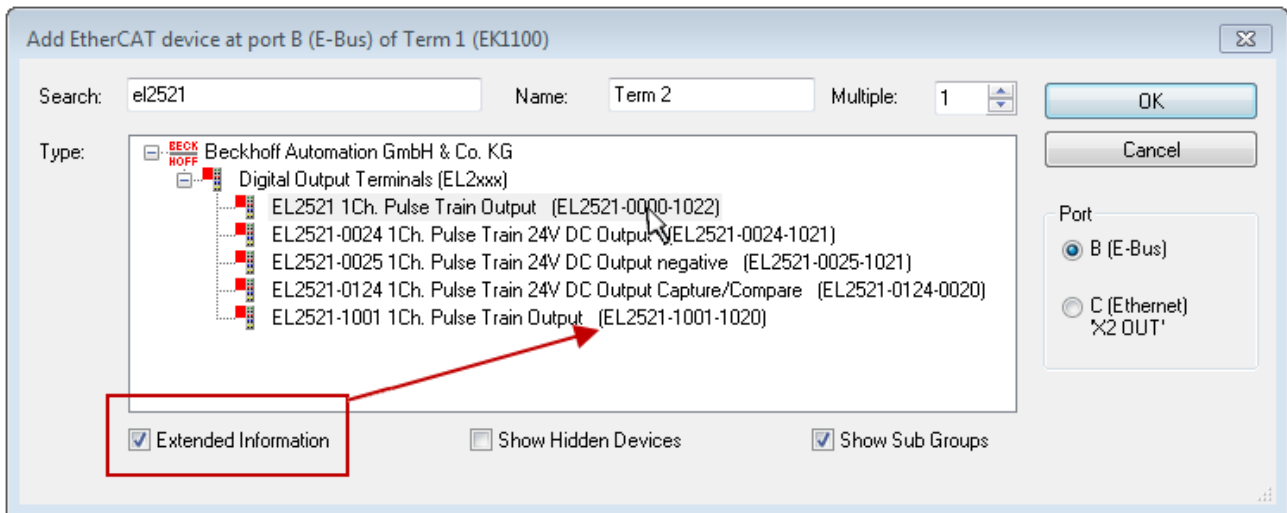 Add EtherCAT device at port B (E-Bus) of Term 1 (EK1100)
Search: el2521 Name: Term 2 Multiple: 1 OK
Type: BECKHOFF Beckhoff Automation GmbH & Co. KG Cancel
Digital Output Terminals (EL2xxx)
EL2521 1Ch. Pulse Train Output (EL2521-0000-1022)
EL2521-0024 1Ch. Pulse Train 24V DC Output (EL2521-0024-1021)
EL2521-0025 1Ch. Pulse Train 24V DC Output negative (EL2521-0025-1021)
EL2521-0124 1Ch. Pulse Train 24V DC Output Capture/Compare (EL2521-0124-0020)
EL2521-1001 1Ch. Pulse Train Output (EL2521-1001-1020)
Port
B (E-Bus)
C (Ethernet)
'X2 OUT'
Extended Information Show Hidden Devices Show Sub Groups